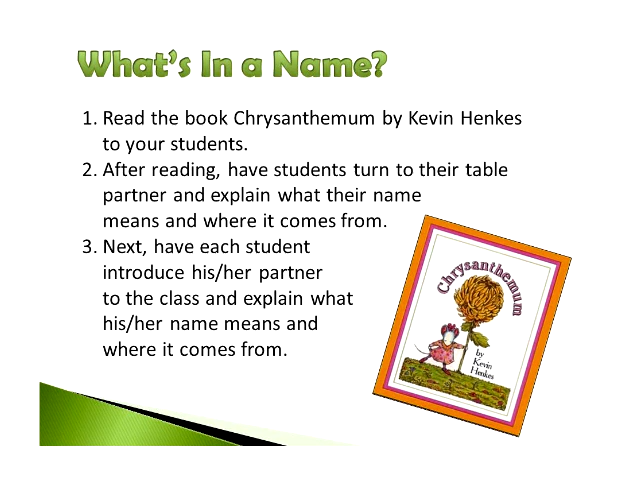 What's In a Name?
1. Read the book Chrysanthemum by Kevin Henkes
to your students.
2. After reading, have students turn to their table
partner and explain what their name
means and where it comes from.
3. Next, have each student
introduce his/her partner
to the class and explain what
his/her name means and
where it comes from.
Chrysanthemum
by
Kevin
Henkes